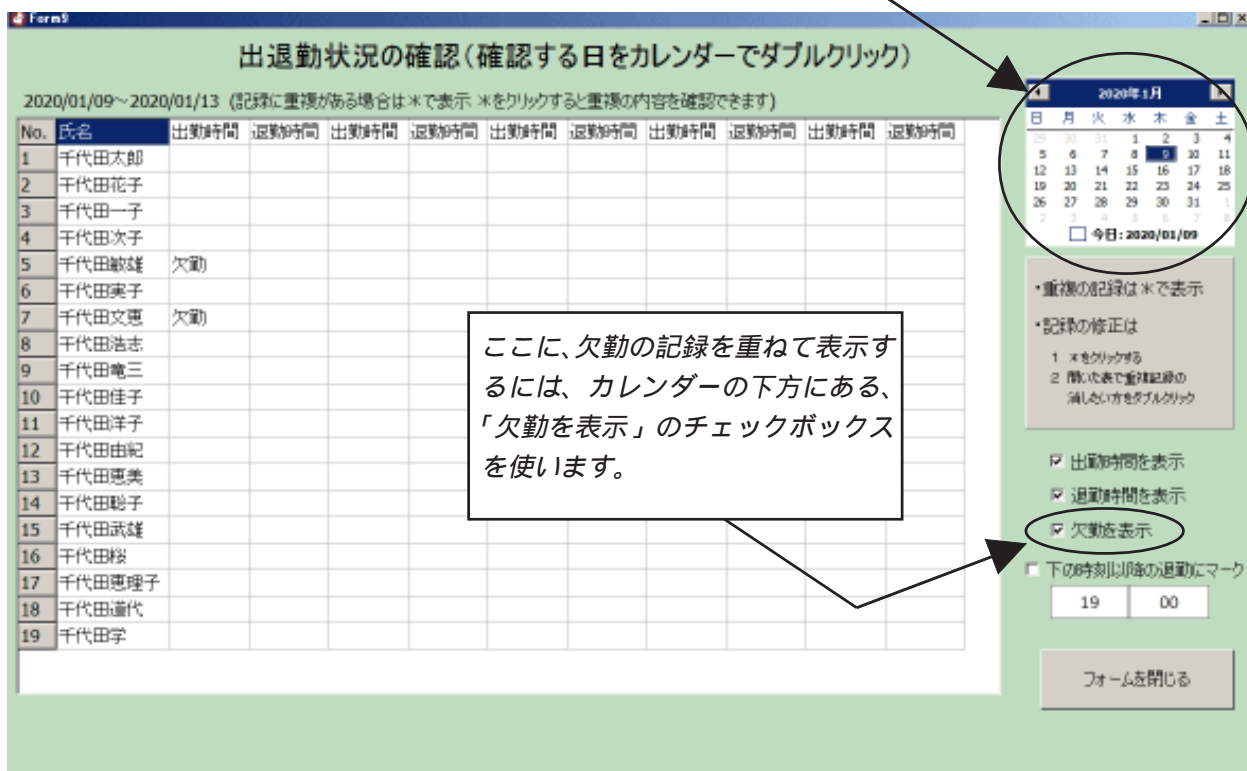 Form9
出退勤状況の確認(確認する日をカレンダーでダブルクリック)
2020/01/09～2020/01/13 (記録に重複がある場合は＊で表示 ＊をクリックすると重複の内容を確認できます)
No. 氏名 出勤時間 退勤時間 出勤時間 退勤時間 出勤時間 退勤時間 出勤時間 退勤時間 出勤時間 退勤時間
1 千代田太郎
2 千代田花子
3 千代田一子
4 千代田次子
5 千代田敏雄 欠勤
6 千代田実子
7 千代田文恵 欠勤
8 千代田浩志
9 千代田竜三
10 千代田佳子
11 千代田洋子
12 千代田由紀
13 千代田恵美
14 千代田聡子
15 千代田武雄
16 千代田桜
17 千代田恵理子
18 千代田道代
19 千代田学
ここに、欠勤の記録を重ねて表示す
るには、カレンダーの下方にある、
「欠勤を表示」のチェックボックス
を使います。
2020年1月
日 月 火 水 木 金 土
29 30 31 1 2 3 4
5 6 7 8 9 10 11
12 13 14 15 16 17 18
19 20 21 22 23 24 25
26 27 28 29 30 31 1
2 3 4 5 6 7 8
今日: 2020/01/09
・重複の記録は＊で表示
・記録の修正は
1 ＊をクリックする
2 開いた表で重複記録の
消したい方をダブルクリック
出勤時間を表示
退勤時間を表示
欠勤を表示
下の時刻以降の退勤にマーク
19 00
フォームを閉じる